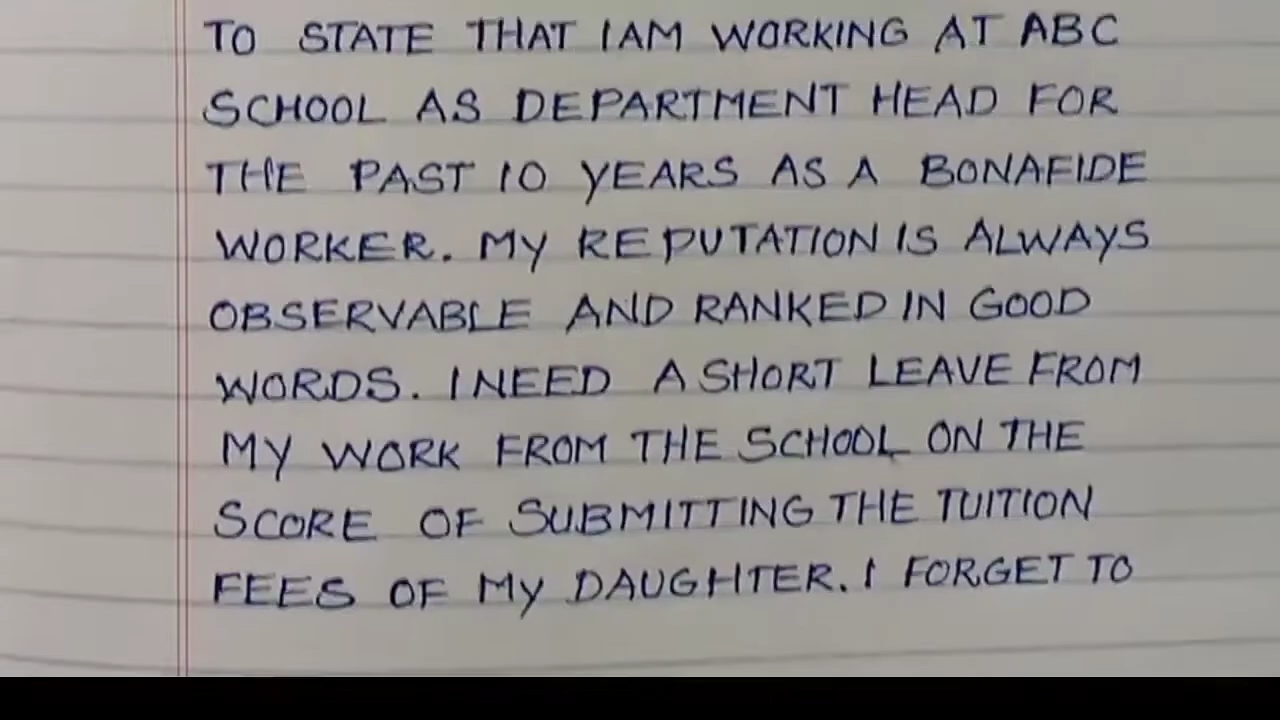 TO STATE THAT I AM WORKING AT ABC
SCHOOL AS DEPARTMENT HEAD FOR
THE PAST 10 YEARS AS A BONAFIDE
WORKER. MY REPUTATION IS ALWAYS
OBSERVABLE AND RANKED IN GOOD
WORDS. I NEED A SHORT LEAVE FROM
MY WORK FROM THE SCHOOL ON THE
SCORE OF SUBMITTING THE TUITION
FEES OF MY DAUGHTER. I FORGET TO